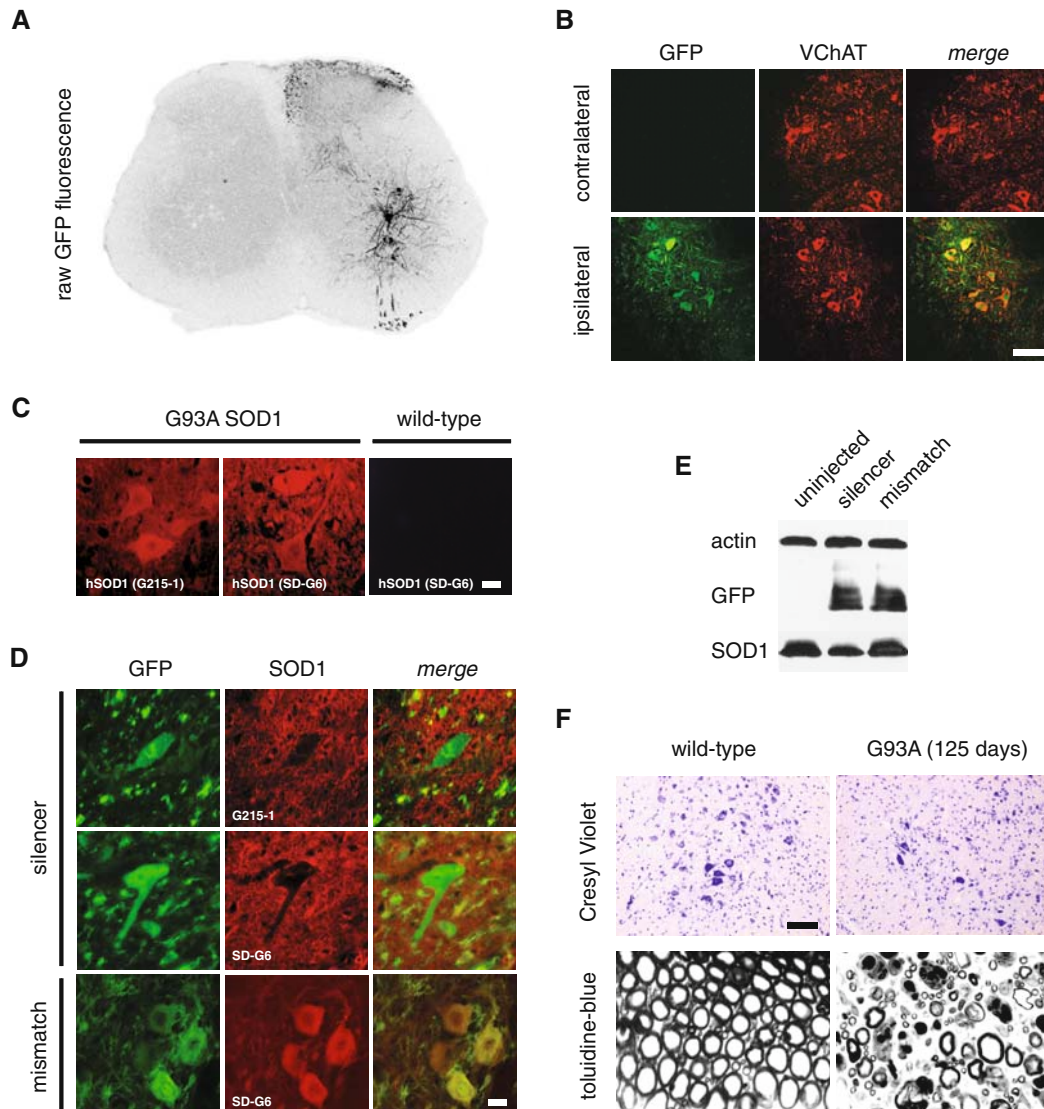 A
raw GFP fluorescence
B
GFP VChAT merge
contralateral
ipsilateral
C
G93A SOD1 wild-type
hSOD1 (G215-1) hSOD1 (SD-G6) hSOD1 (SD-G6)
D
GFP SOD1 merge
silencer
G215-1
SD-G6
mismatch
SD-G6
E
uninjected
silencer
mismatch
actin
GFP
SOD1
F
wild-type G93A (125 days)
Cresyl Violet
toluidine-blue